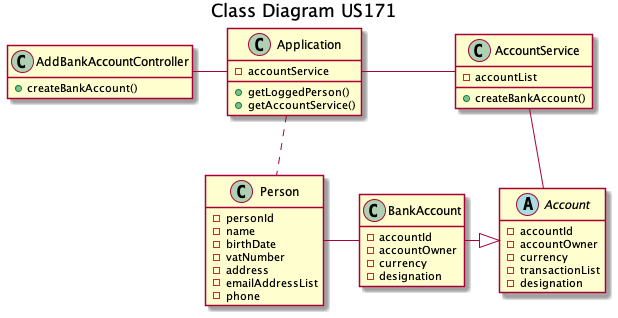 Class Diagram US171
C AddBankAccountController
createBankAccount()
C Application
accountService
getLoggedPerson()
getAccountService()
C AccountService
accountList
createBankAccount()
C Person
personId
name
birthDate
vatNumber
address
emailAddressList
phone
C BankAccount
accountId
accountOwner
currency
designation
A Account
accountId
accountOwner
currency
transactionList
designation